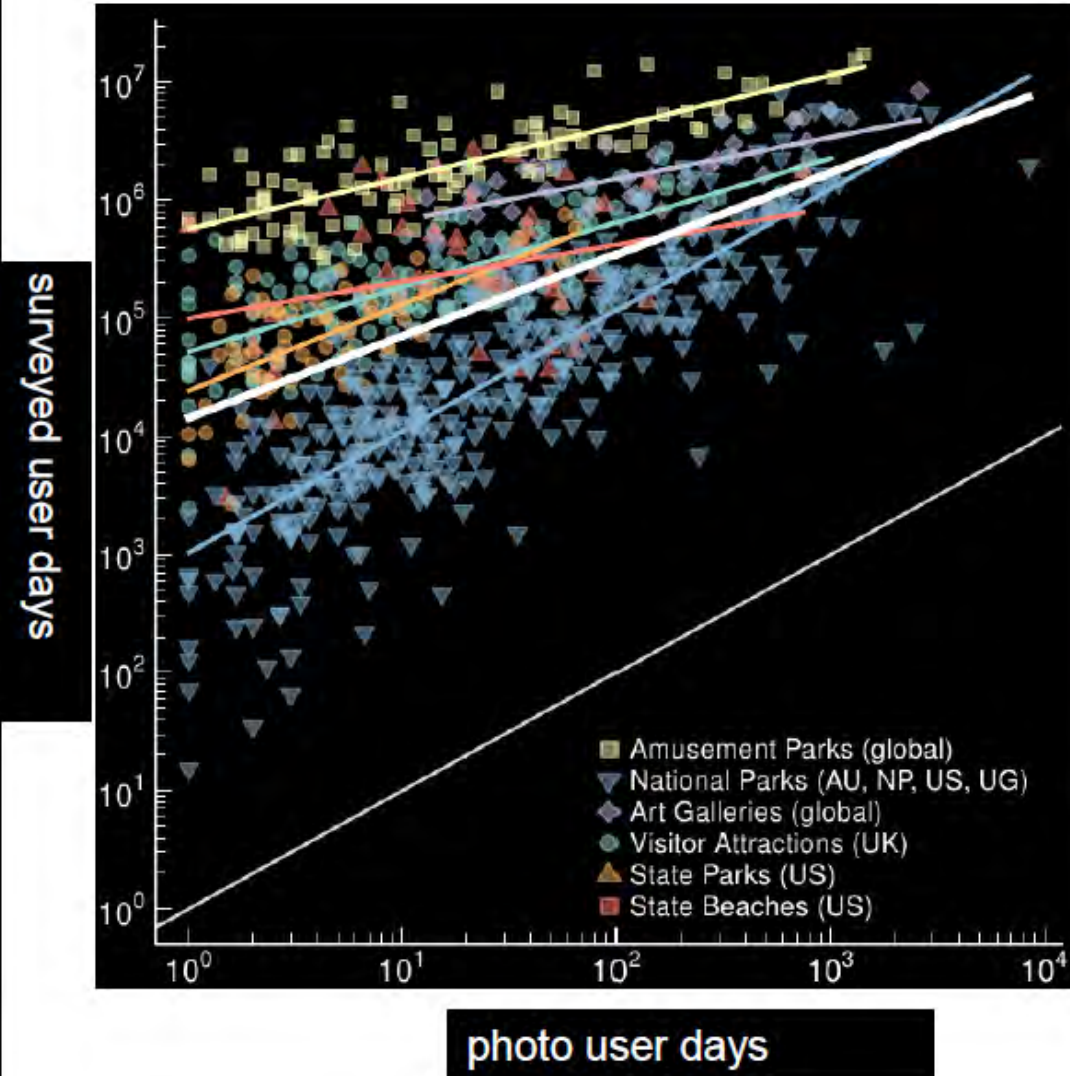 10^7
10^6
10^5
10^4
10^3
10^2
10^1
10^0
surveyed user days
Amusement Parks (global)
National Parks (AU, NP, US, UG)
Art Galleries (global)
Visitor Attractions (UK)
State Parks (US)
State Beaches (US)
10^0 10^1 10^2 10^3 10^4
photo user days